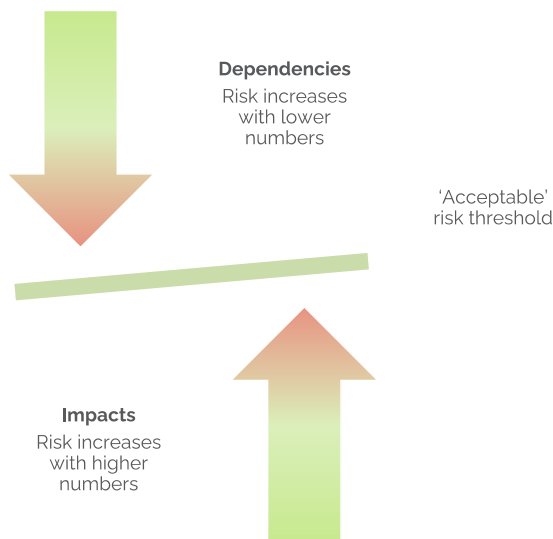 Dependencies
Risk increases
with lower
numbers
‘Acceptable’
risk threshold
Impacts
Risk increases
with higher
numbers